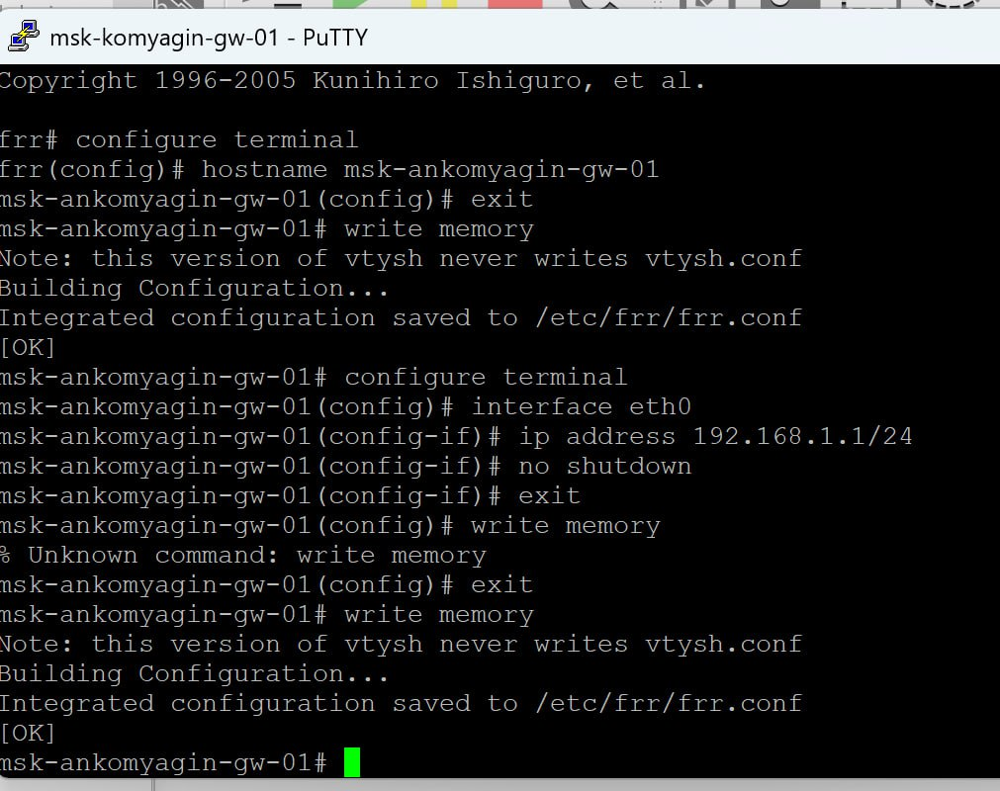 msk-komyagin-gw-01 - PuTTY
Copyright 1996-2005 Kunihiro Ishiguro, et al.
frr# configure terminal
frr(config)# hostname msk-ankomyagin-gw-01
msk-ankomyagin-gw-01(config)# exit
msk-ankomyagin-gw-01# write memory
Note: this version of vtysh never writes vtysh.conf
Building Configuration...
Integrated configuration saved to /etc/frr/frr.conf
[OK]
msk-ankomyagin-gw-01# configure terminal
msk-ankomyagin-gw-01(config)# interface eth0
msk-ankomyagin-gw-01(config-if)# ip address 192.168.1.1/24
msk-ankomyagin-gw-01(config-if)# no shutdown
msk-ankomyagin-gw-01(config-if)# exit
msk-ankomyagin-gw-01(config)# write memory
% Unknown command: write memory
msk-ankomyagin-gw-01(config)# exit
msk-ankomyagin-gw-01# write memory
Note: this version of vtysh never writes vtysh.conf
Building Configuration...
Integrated configuration saved to /etc/frr/frr.conf
[OK]
msk-ankomyagin-gw-01#